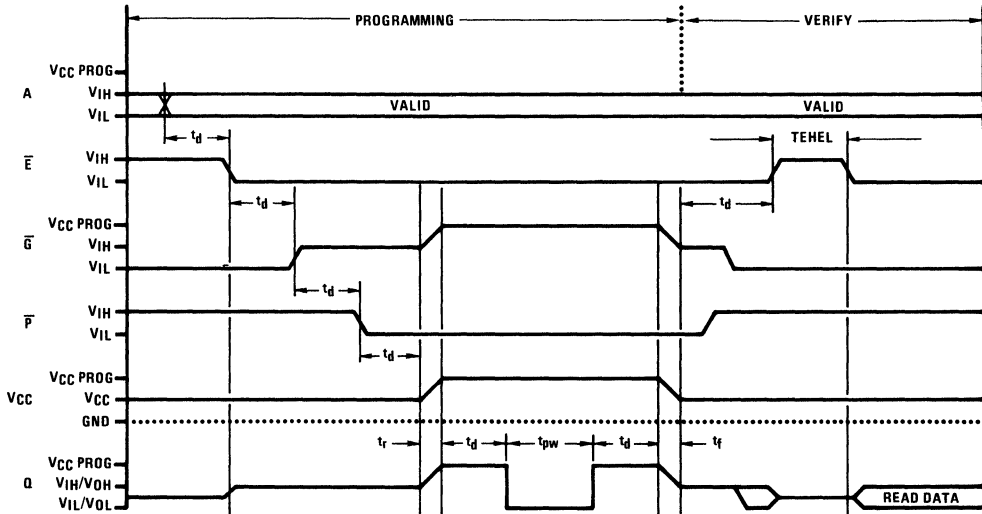 PROGRAMMING VERIFY
VCC PROG
A VIH VALID VALID
VIL
td TEHEL
E̅ VIH
VIL
td td
VCC PROG
G̅ VIH
VIL
td
P̅ VIH
VIL
td
VCC PROG
VCC VCC
GND
tr td tpw td tf
VCC PROG
Q VIH/VOH
VIL/VOL READ DATA